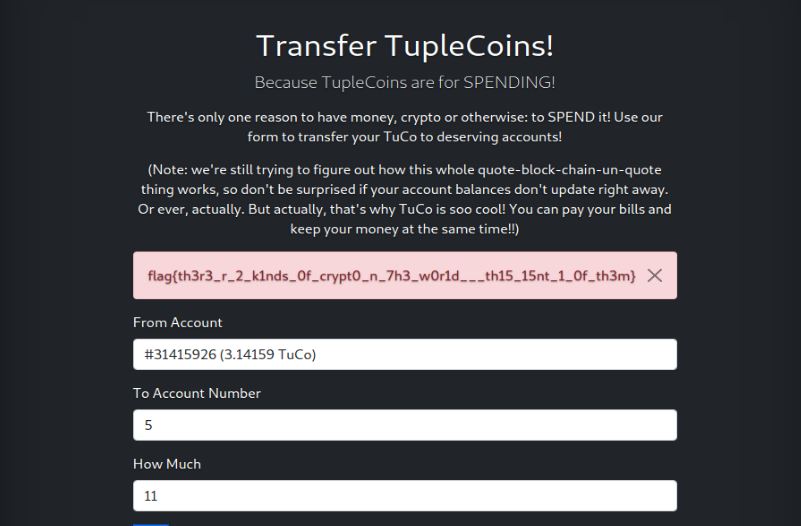 Transfer TupleCoins!
Because TupleCoins are for SPENDING!
There's only one reason to have money, crypto or otherwise: to SPEND it! Use our
form to transfer your TuCo to deserving accounts!
(Note: we're still trying to figure out how this whole quote-block-chain-un-quote
thing works, so don't be surprised if your account balances don't update right away.
Or ever, actually. But actually, that's why TuCo is soo cool! You can pay your bills and
keep your money at the same time!!)
flag{th3r3_r_2_k1nds_0f_crypt0_n_7h3_w0r1d___th15_15nt_1_0f_th3m}
From Account
#31415926 (3.14159 TuCo)
To Account Number
5
How Much
11